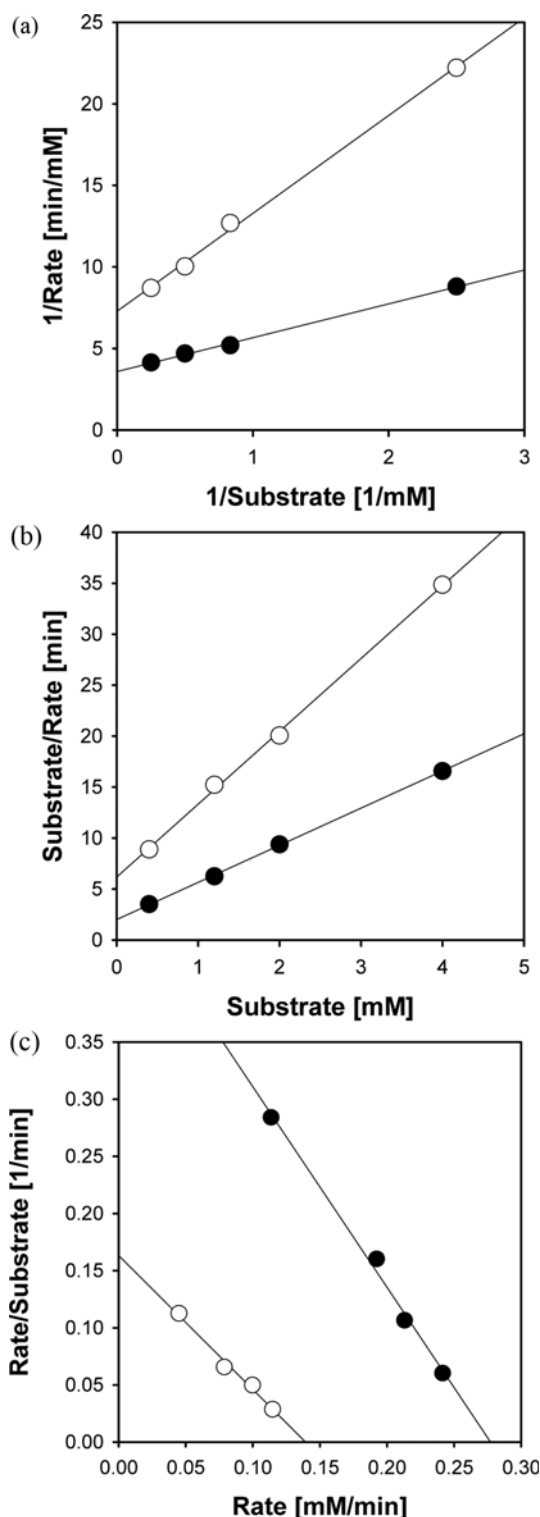 (a)
25
20
15
10
5
0
1/Rate [min/mM]
0 1 2 3
1/Substrate [1/mM]
(b)
40
35
30
25
20
15
10
5
0
Substrate/Rate [min]
0 1 2 3 4 5
Substrate [mM]
(c)
0.35
0.30
0.25
0.20
0.15
0.10
0.05
0.00
Rate/Substrate [1/min]
0.00 0.05 0.10 0.15 0.20 0.25 0.30
Rate [mM/min]